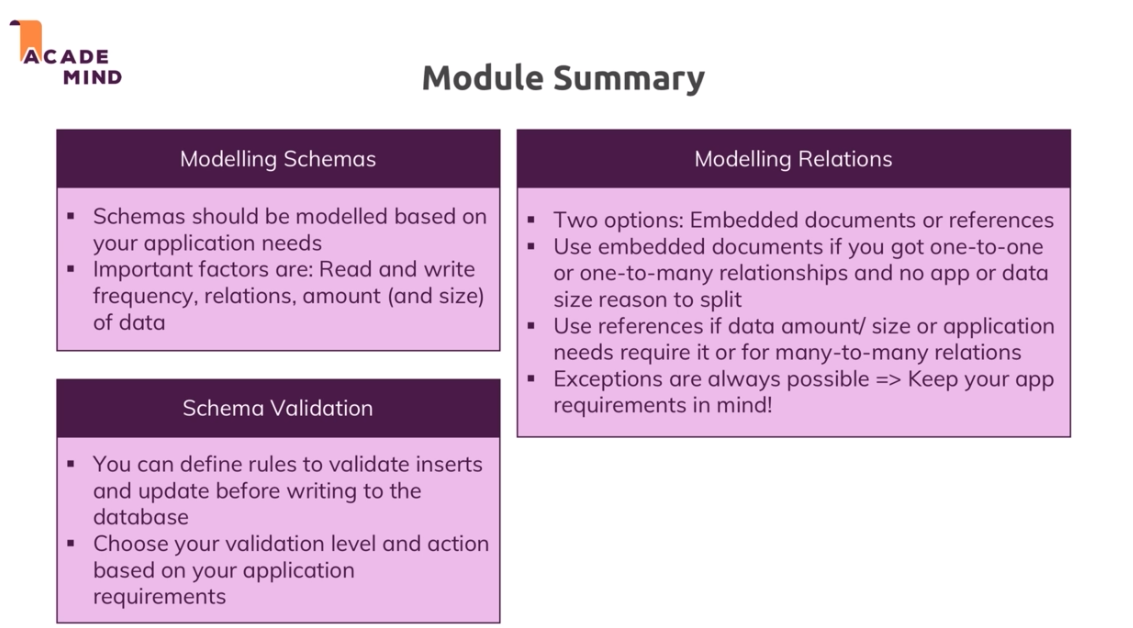 ACADE
MIND
Module Summary
Modelling Schemas
▪ Schemas should be modelled based on
your application needs
▪ Important factors are: Read and write
frequency, relations, amount (and size)
of data
Schema Validation
▪ You can define rules to validate inserts
and update before writing to the
database
▪ Choose your validation level and action
based on your application
requirements
Modelling Relations
▪ Two options: Embedded documents or references
▪ Use embedded documents if you got one-to-one
or one-to-many relationships and no app or data
size reason to split
▪ Use references if data amount/ size or application
needs require it or for many-to-many relations
▪ Exceptions are always possible => Keep your app
requirements in mind!